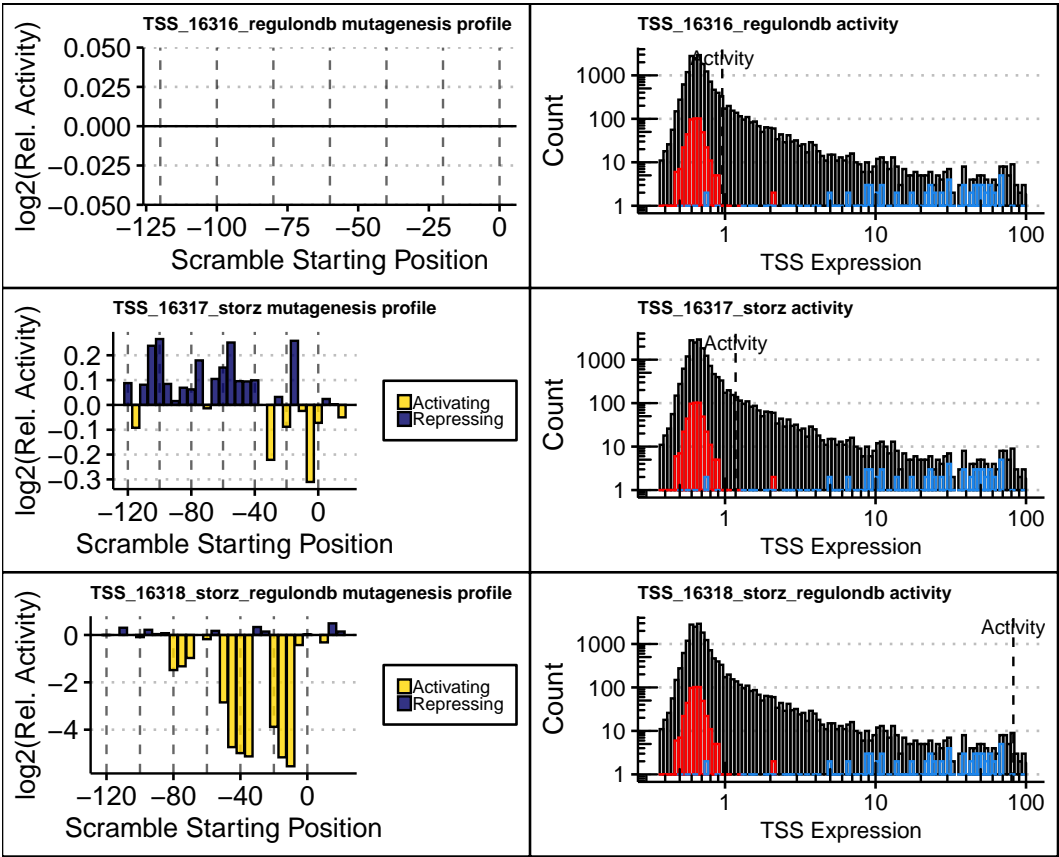 TSS_16316_regulondb mutagenesis profile
log2(Rel. Activity)
0.050
0.025
0.000
−0.025
−0.050
−125 −100 −75 −50 −25 0
Scramble Starting Position
TSS_16316_regulondb activity
Activity
Count
1000
100
10
1
1 10 100
TSS Expression
TSS_16317_storz mutagenesis profile
log2(Rel. Activity)
0.2
0.1
0.0
−0.1
−0.2
−0.3
−120 −80 −40 0
Scramble Starting Position
Activating
Repressing
TSS_16317_storz activity
Activity
Count
1000
100
10
1
1 10 100
TSS Expression
TSS_16318_storz_regulondb mutagenesis profile
log2(Rel. Activity)
0
−2
−4
−120 −80 −40 0
Scramble Starting Position
Activating
Repressing
TSS_16318_storz_regulondb activity
Activity
Count
1000
100
10
1
1 10 100
TSS Expression